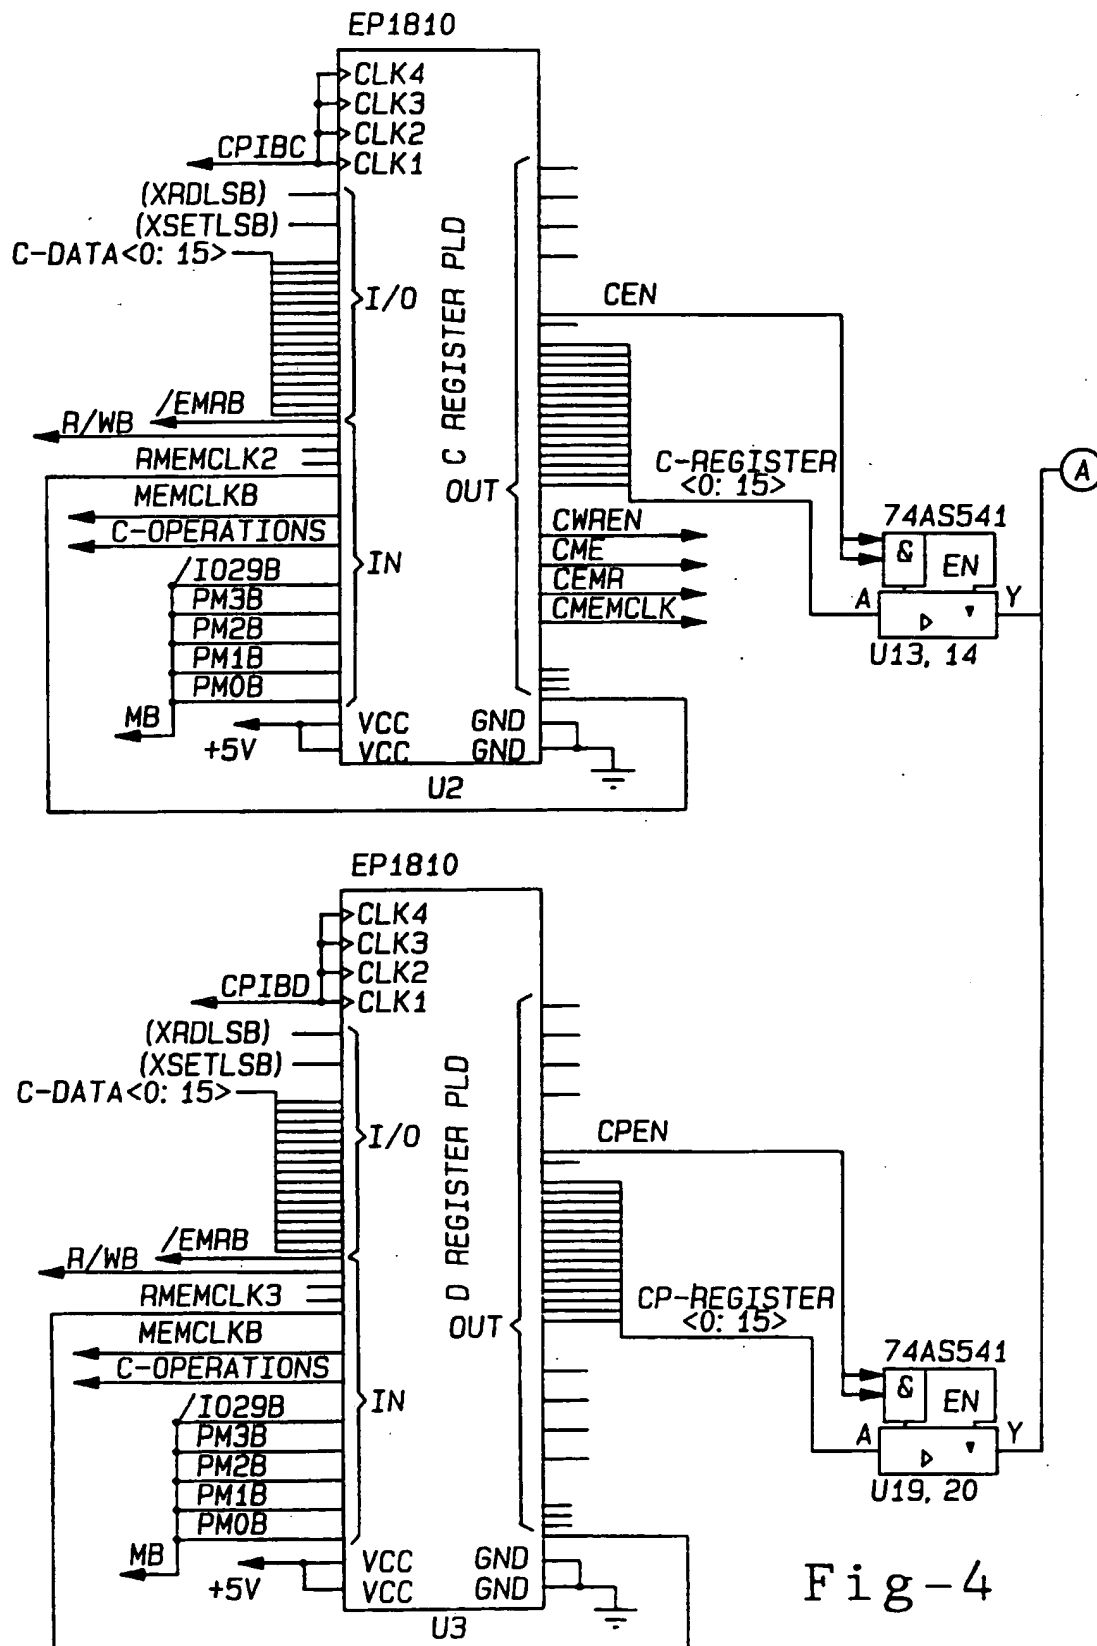 EP1810
CLK4
CLK3
CLK2
CPIBC
CLK1
(XRDLSB)
(XSETLSB)
C-DATA<0: 15>
I/O
C REGISTER PLD
CEN
/EMRB
R/WB
RMEMCLK2
C-REGISTER
<0: 15>
A
OUT
MEMCLKB
C-OPERATIONS
CWREN
74AS541
&
EN
IN
/IO29B
CME
PM3B
CEMR
A
Y
PM2B
CMEMCLK
PM1B
U13, 14
PM0B
MB
VCC
GND
+5V
VCC
GND
U2
EP1810
CLK4
CLK3
CLK2
CPIBD
CLK1
(XRDLSB)
(XSETLSB)
C-DATA<0: 15>
I/O
D REGISTER PLD
CPEN
/EMRB
R/WB
RMEMCLK3
CP-REGISTER
<0: 15>
OUT
MEMCLKB
C-OPERATIONS
74AS541
&
EN
IN
/IO29B
PM3B
A
Y
PM2B
PM1B
U19, 20
PM0B
MB
VCC
GND
+5V
VCC
GND
U3
Fig-4